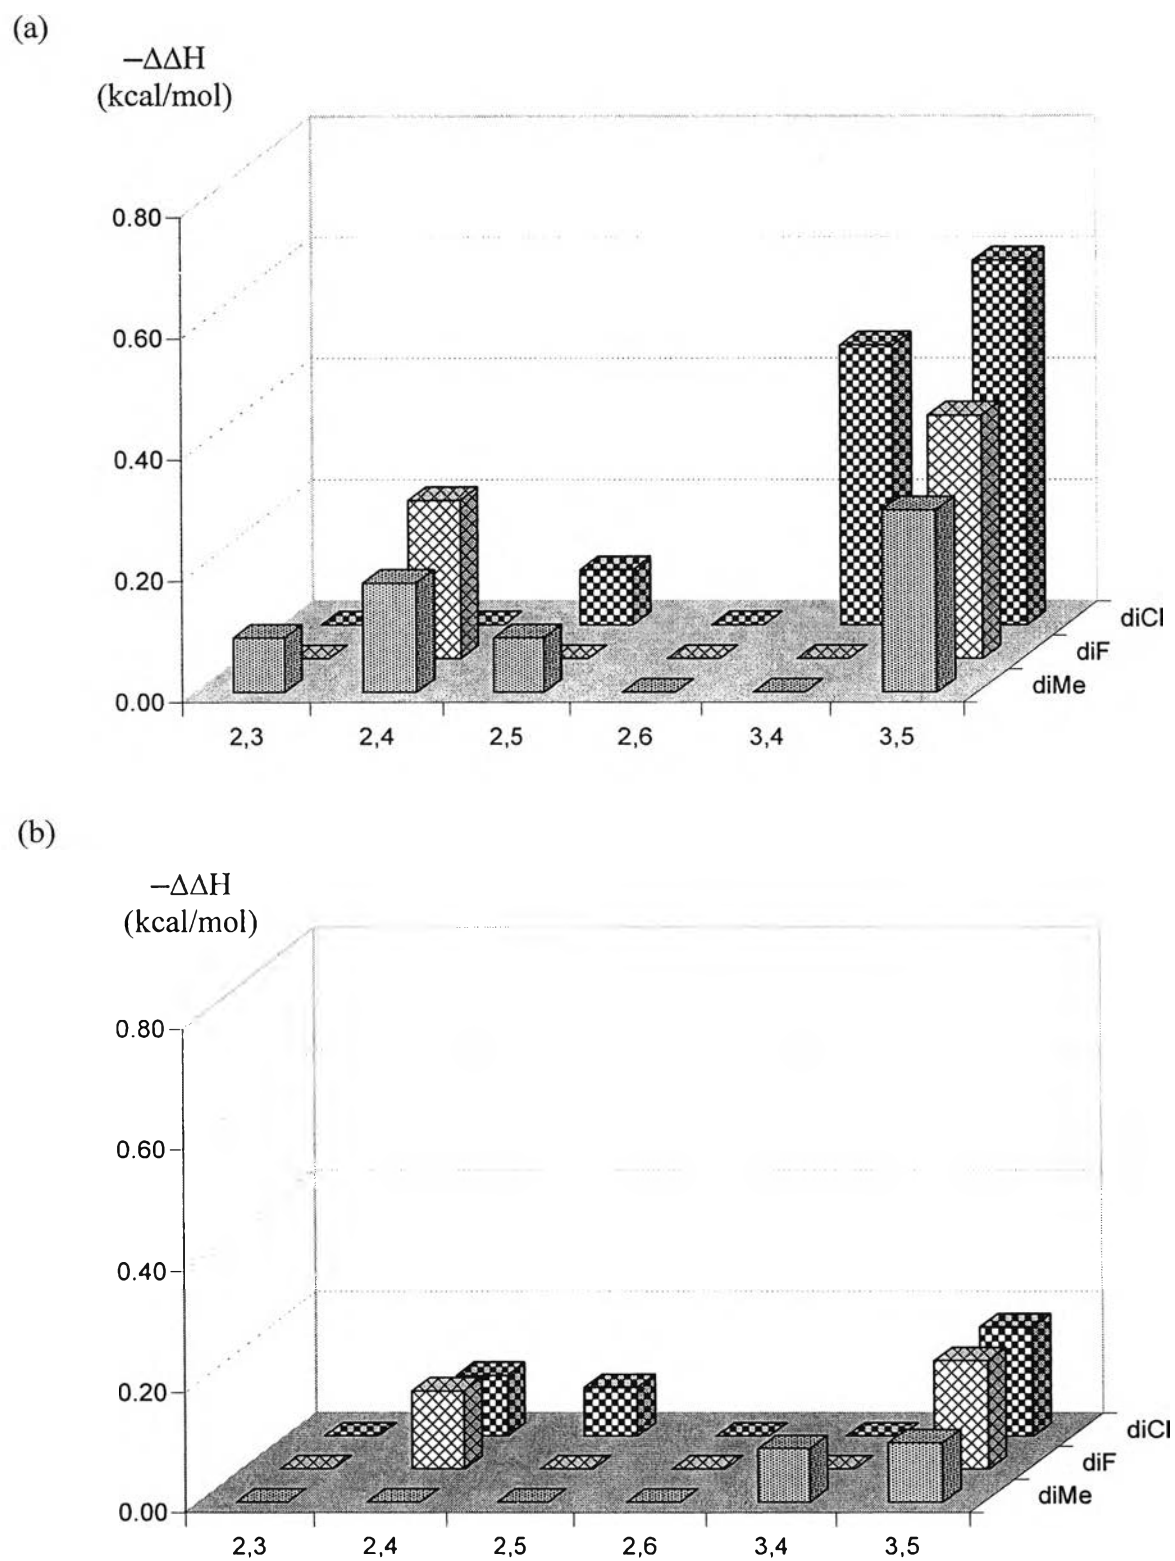 (a)
−ΔΔH
(kcal/mol)
0.80
0.60
0.40
0.20
0.00
diCl
diF
diMe
2,3 2,4 2,5 2,6 3,4 3,5
(b)
−ΔΔH
(kcal/mol)
0.80
0.60
0.40
0.20
0.00
diCl
diF
diMe
2,3 2,4 2,5 2,6 3,4 3,5